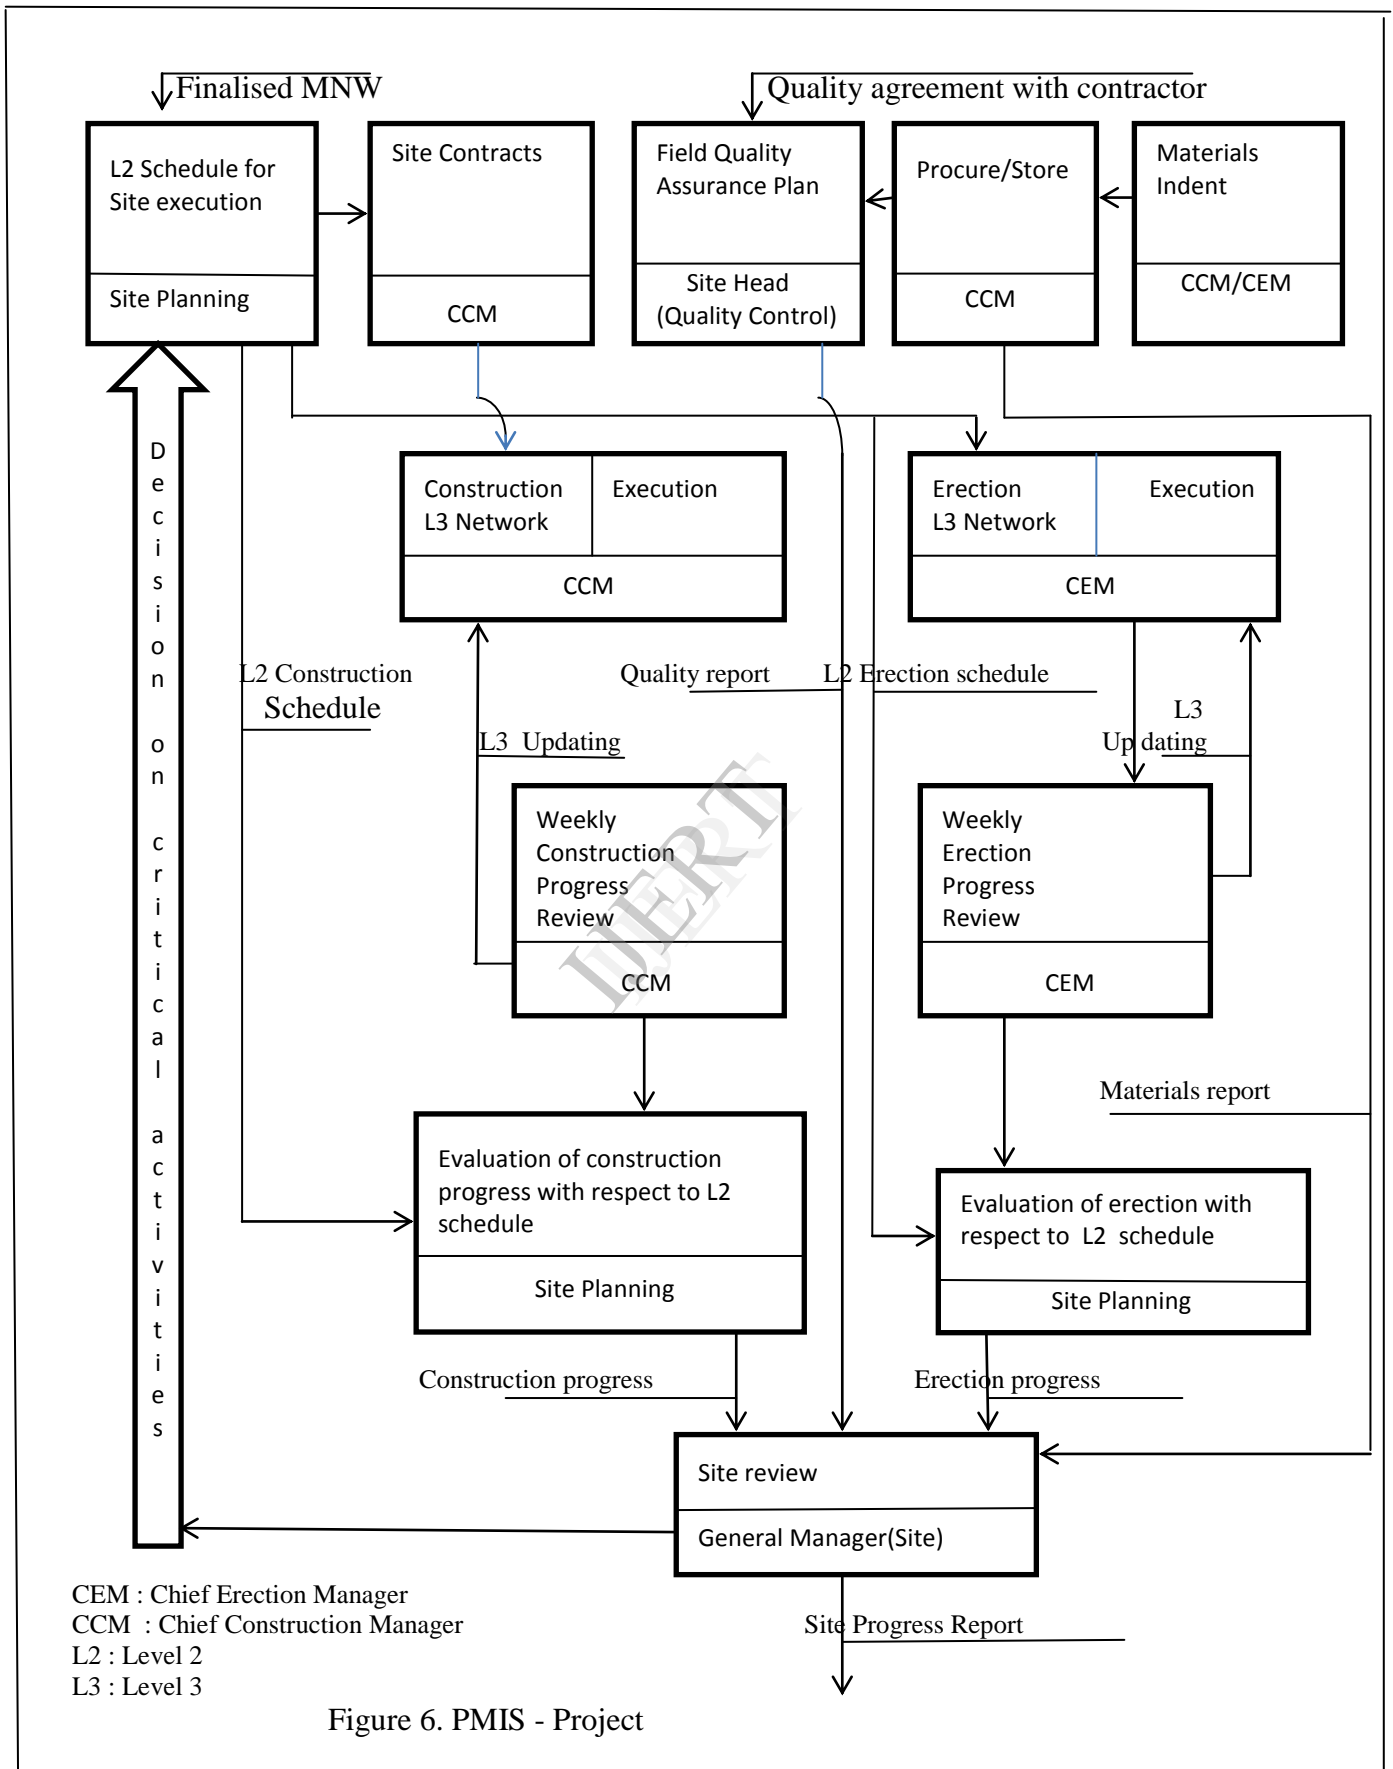 Finalised MNW
Quality agreement with contractor
L2 Schedule for
Site execution
Site Planning
Site Contracts
CCM
Field Quality
Assurance Plan
Site Head
(Quality Control)
Procure/Store
CCM
Materials
Indent
CCM/CEM
Decision on critical activities
Construction
L3 Network
Execution
CCM
Erection
L3 Network
Execution
CEM
L2 Construction
Schedule
Quality report
L2 Erection schedule
L3 Updating
L3
Up dating
Weekly
Construction
Progress
Review
CCM
Weekly
Erection
Progress
Review
CEM
IJERT
Materials report
Evaluation of construction
progress with respect to L2
schedule
Site Planning
Evaluation of erection with
respect to L2 schedule
Site Planning
Construction progress
Erection progress
Site review
General Manager(Site)
CEM : Chief Erection Manager
CCM : Chief Construction Manager
L2 : Level 2
L3 : Level 3
Site Progress Report
Figure 6. PMIS - Project